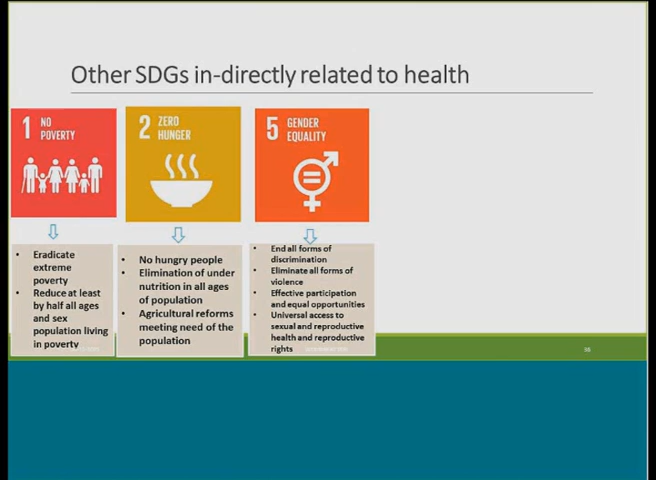 Other SDGs in-directly related to health
1 NO
POVERTY
2 ZERO
HUNGER
5 GENDER
EQUALITY
• Eradicate
extreme
poverty
• Reduce at least
by half all ages
and sex
population living
in poverty
• No hungry people
• Elimination of under
nutrition in all ages
of population
• Agricultural reforms
meeting need of the
population
• End all forms of
discrimination
• Eliminate all forms of
violence
• Effective participation
and equal opportunities
• Universal access to
sexual and reproductive
health and reproductive
rights